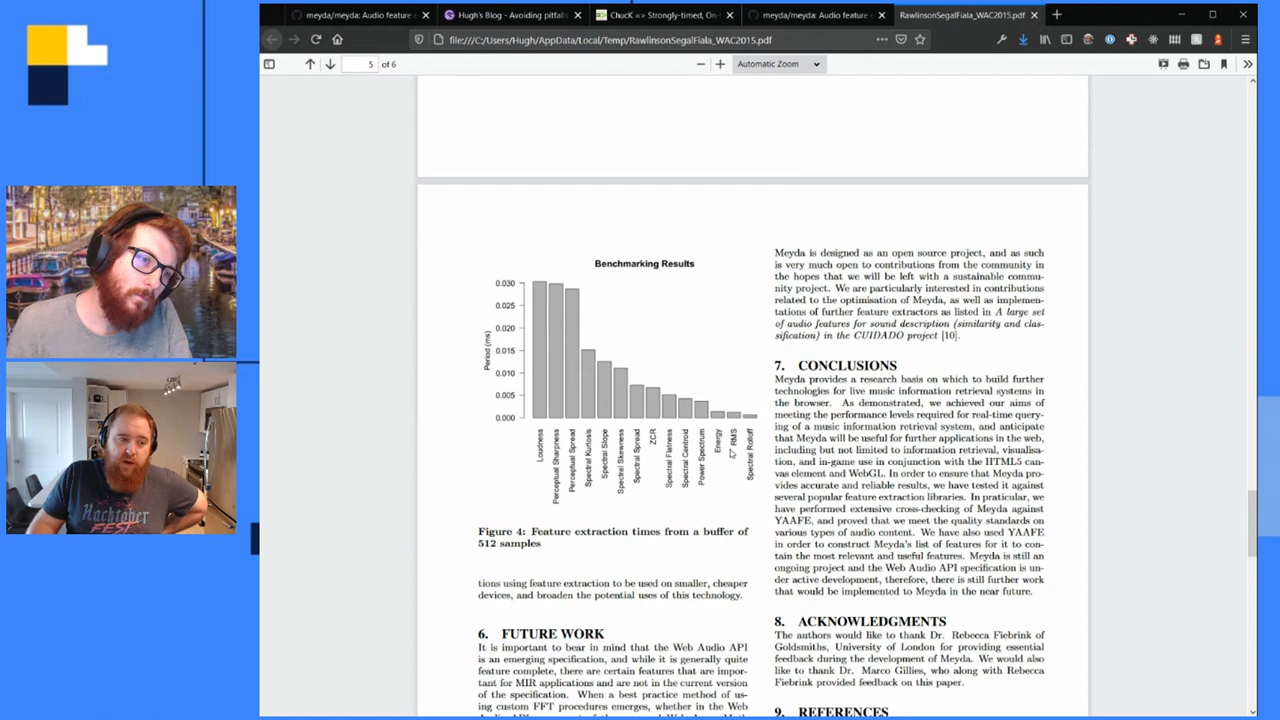 meyda/meyda: Audio feature e
Hugh's Blog - Avoiding pitfalls
ChucK => Strongly-timed, On-t
meyda/meyda: Audio feature e
RawlinsonSegalFiala_WAC2015.pdf
file:///C:/Users/Hugh/AppData/Local/Temp/RawlinsonSegalFiala_WAC2015.pdf
5 of 6
Automatic Zoom
Benchmarking Results
Period (ms)
0.030
0.025
0.020
0.015
0.010
0.005
0.000
Loudness
Perceptual Sharpness
Perceptual Spread
Spectral Kurtosis
Spectral Slope
Spectral Skewness
Spectral Spread
ZCR
Spectral Flatness
Spectral Centroid
Power Spectrum
Energy
RMS
Spectral Rolloff
Figure 4: Feature extraction times from a buffer of
512 samples
tions using feature extraction to be used on smaller, cheaper
devices, and broaden the potential uses of this technology.
6. FUTURE WORK
It is important to bear in mind that the Web Audio API
is an emerging specification, and while it is generally quite
feature complete, there are certain features that are impor-
tant for MIR applications and are not in the current version
of the specification. When a best practice method of us-
ing custom FFT procedures emerges, whether in the Web
Meyda is designed as an open source project, and as such
is very much open to contributions from the community in
the hopes that we will be left with a sustainable commu-
nity project. We are particularly interested in contributions
related to the optimisation of Meyda, as well as implemen-
tations of further feature extractors as listed in A large set
of audio features for sound description (similarity and clas-
sification) in the CUIDADO project [10].
7. CONCLUSIONS
Meyda provides a research basis on which to build further
technologies for live music information retrieval systems in
the browser. As demonstrated, we achieved our aims of
meeting the performance levels required for real-time query-
ing of a music information retrieval system, and anticipate
that Meyda will be useful for further applications in the web,
including but not limited to information retrieval, visualisa-
tion, and in-game use in conjunction with the HTML5 can-
vas element and WebGL. In order to ensure that Meyda pro-
vides accurate and reliable results, we have tested it against
several popular feature extraction libraries. In praticular, we
have performed extensive cross-checking of Meyda against
YAAFE, and proved that we meet the quality standards on
various types of audio content. We have also used YAAFE
in order to construct Meyda's list of features for it to con-
tain the most relevant and useful features. Meyda is still an
ongoing project and the Web Audio API specification is un-
der active development, therefore, there is still further work
that would be implemented to Meyda in the near future.
8. ACKNOWLEDGMENTS
The authors would like to thank Dr. Rebecca Fiebrink of
Goldsmiths, University of London for providing essential
feedback during the development of Meyda. We would also
like to thank Dr. Marco Gillies, who along with Rebecca
Fiebrink provided feedback on this paper.
9. REFERENCES
Hacktober
FEST